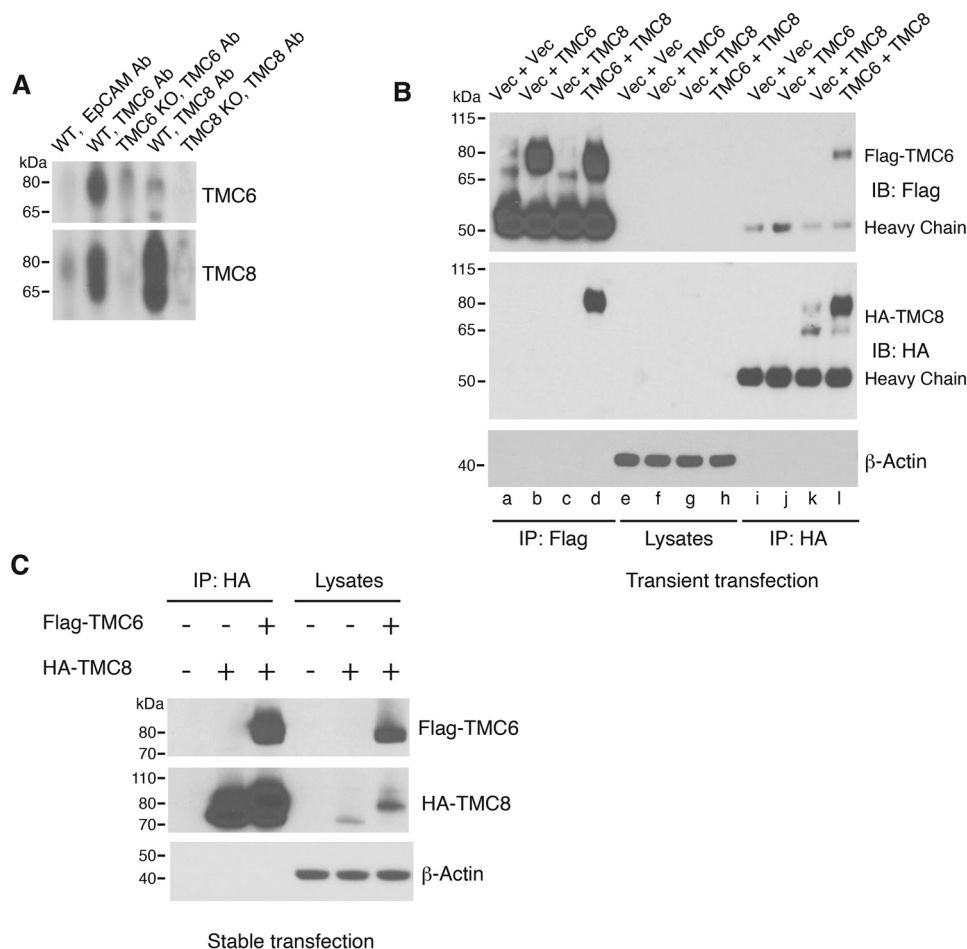 A
WT, EpCAM Ab
WT, TMC6 Ab
TMC6 KO, TMC6 Ab
WT, TMC8 Ab
TMC8 KO, TMC8 Ab
kDa
80
65
TMC6
80
65
TMC8
B
Vec + Vec
Vec + TMC6
Vec + TMC8
TMC6 + TMC8
Vec + Vec
Vec + TMC6
Vec + TMC8
TMC6 + TMC8
Vec + Vec
Vec + TMC6
Vec + TMC8
TMC6 + TMC8
kDa
115
80
65
50
Flag-TMC6
IB: Flag
Heavy Chain
115
80
65
50
HA-TMC8
IB: HA
Heavy Chain
40
β-Actin
a b c d e f g h i j k l
IP: Flag Lysates IP: HA
Transient transfection
C
IP: HA Lysates
Flag-TMC6 - - + - - +
HA-TMC8 - + + - + +
kDa
80
70
Flag-TMC6
110
80
70
HA-TMC8
50
40
β-Actin
Stable transfection